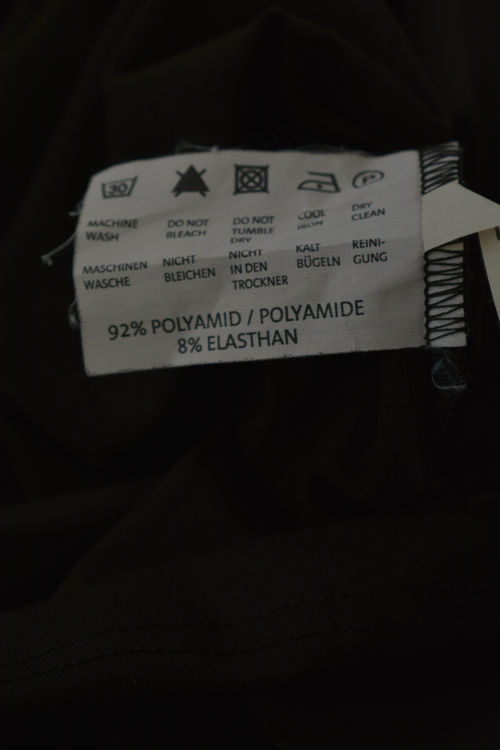 30 P
MACHINE WASH
DO NOT BLEACH
DO NOT TUMBLE DRY
COOL IRON
DRY CLEAN
MASCHINEN WÄSCHE
NICHT BLEICHEN
NICHT IN DEN TROCKNER
KALT BÜGELN
REINI- GUNG
92% POLYAMID / POLYAMIDE
8% ELASTHAN